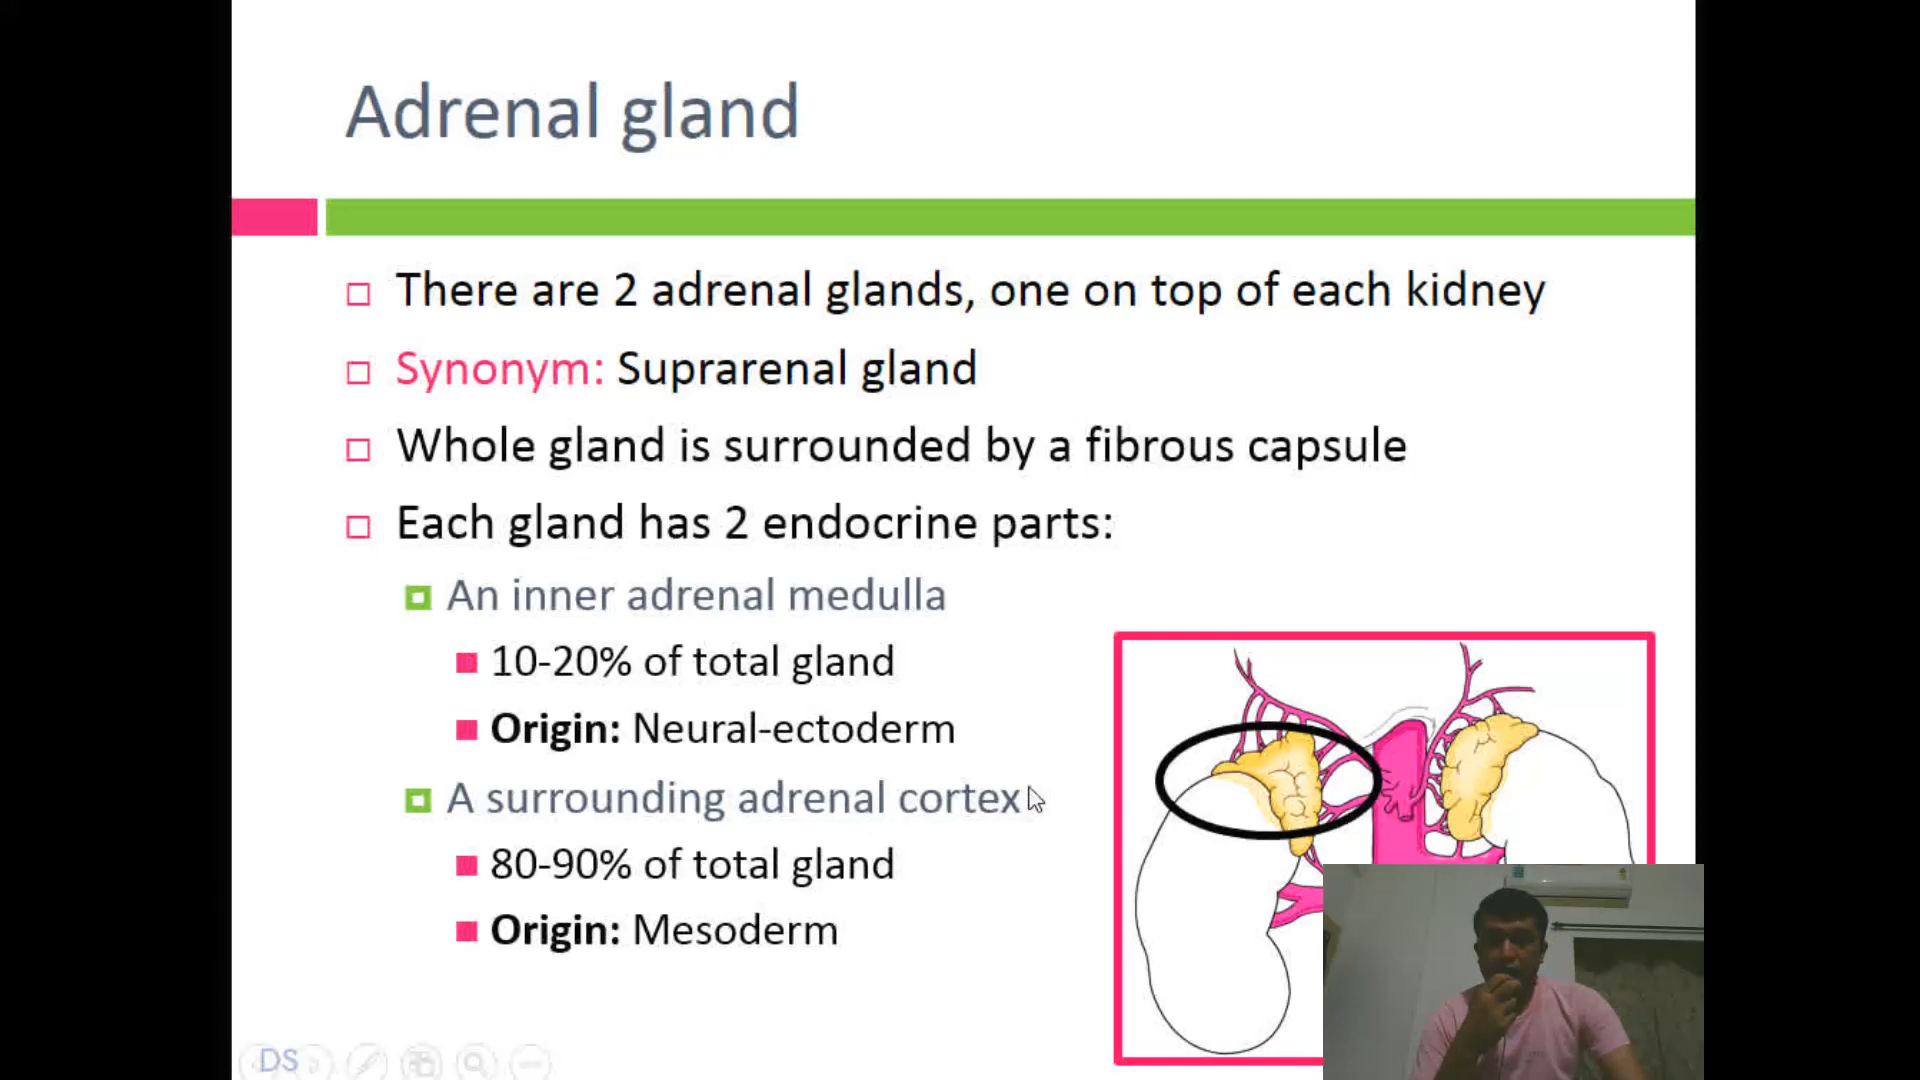 Adrenal gland
There are 2 adrenal glands, one on top of each kidney
Synonym: Suprarenal gland
Whole gland is surrounded by a fibrous capsule
Each gland has 2 endocrine parts:
An inner adrenal medulla
10-20% of total gland
Origin: Neural-ectoderm
A surrounding adrenal cortex
80-90% of total gland
Origin: Mesoderm
DS